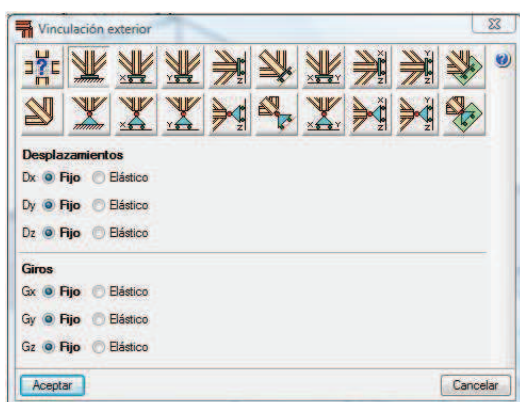 Vinculación exterior
?
X Y Z X Y X Z Y Z
X Y Z X Y X Z Y Z
Desplazamientos
Dx Fijo Elástico
Dy Fijo Elástico
Dz Fijo Elástico
Giros
Gx Fijo Elástico
Gy Fijo Elástico
Gz Fijo Elástico
Aceptar Cancelar